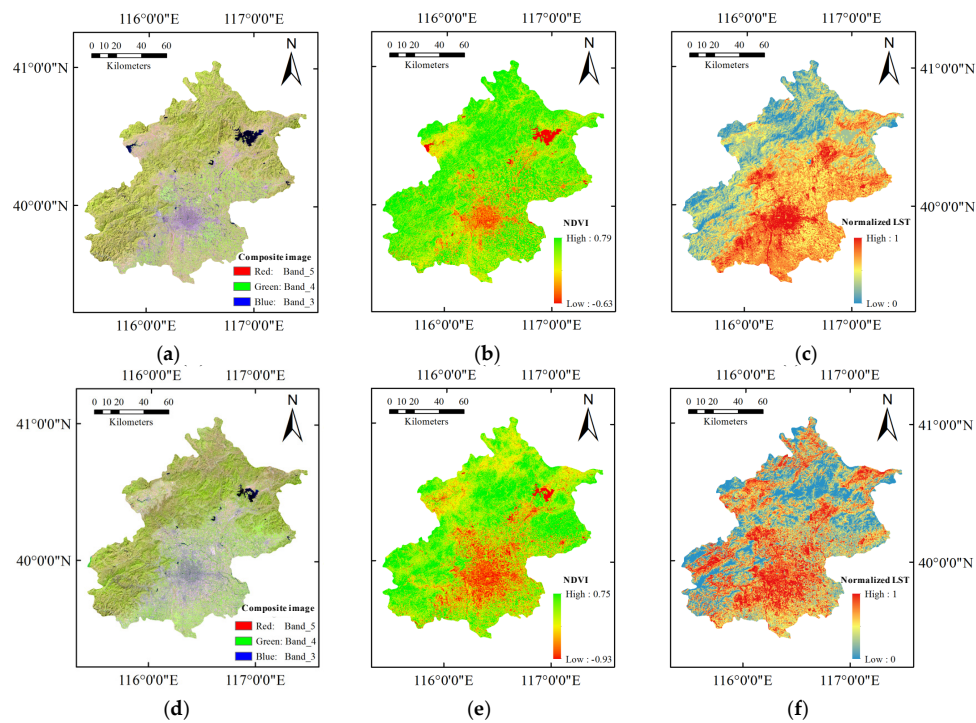 116°0'0"E 117°0'0"E
116°0'0"E 117°0'0"E
116°0'0"E 117°0'0"E
0 10 20 40 60
Kilometers
N
0 10 20 40 60
Kilometers
N
0 10 20 40 60
Kilometers
N
41°0'0"N
41°0'0"N
40°0'0"N
40°0'0"N
Composite image
Red: Band_5
Green: Band_4
Blue: Band_3
NDVI
High : 0.79
Low : -0.63
Normalized LST
High : 1
Low : 0
116°0'0"E 117°0'0"E
116°0'0"E 117°0'0"E
116°0'0"E 117°0'0"E
(a)
(b)
(c)
116°0'0"E 117°0'0"E
116°0'0"E 117°0'0"E
116°0'0"E 117°0'0"E
0 10 20 40 60
Kilometers
N
0 10 20 40 60
Kilometers
N
0 10 20 40 60
Kilometers
N
41°0'0"N
41°0'0"N
40°0'0"N
40°0'0"N
Composite image
Red: Band_5
Green: Band_4
Blue: Band_3
NDVI
High : 0.75
Low : -0.93
Normalized LST
High : 1
Low : 0
116°0'0"E 117°0'0"E
116°0'0"E 117°0'0"E
116°0'0"E 117°0'0"E
(d)
(e)
(f)